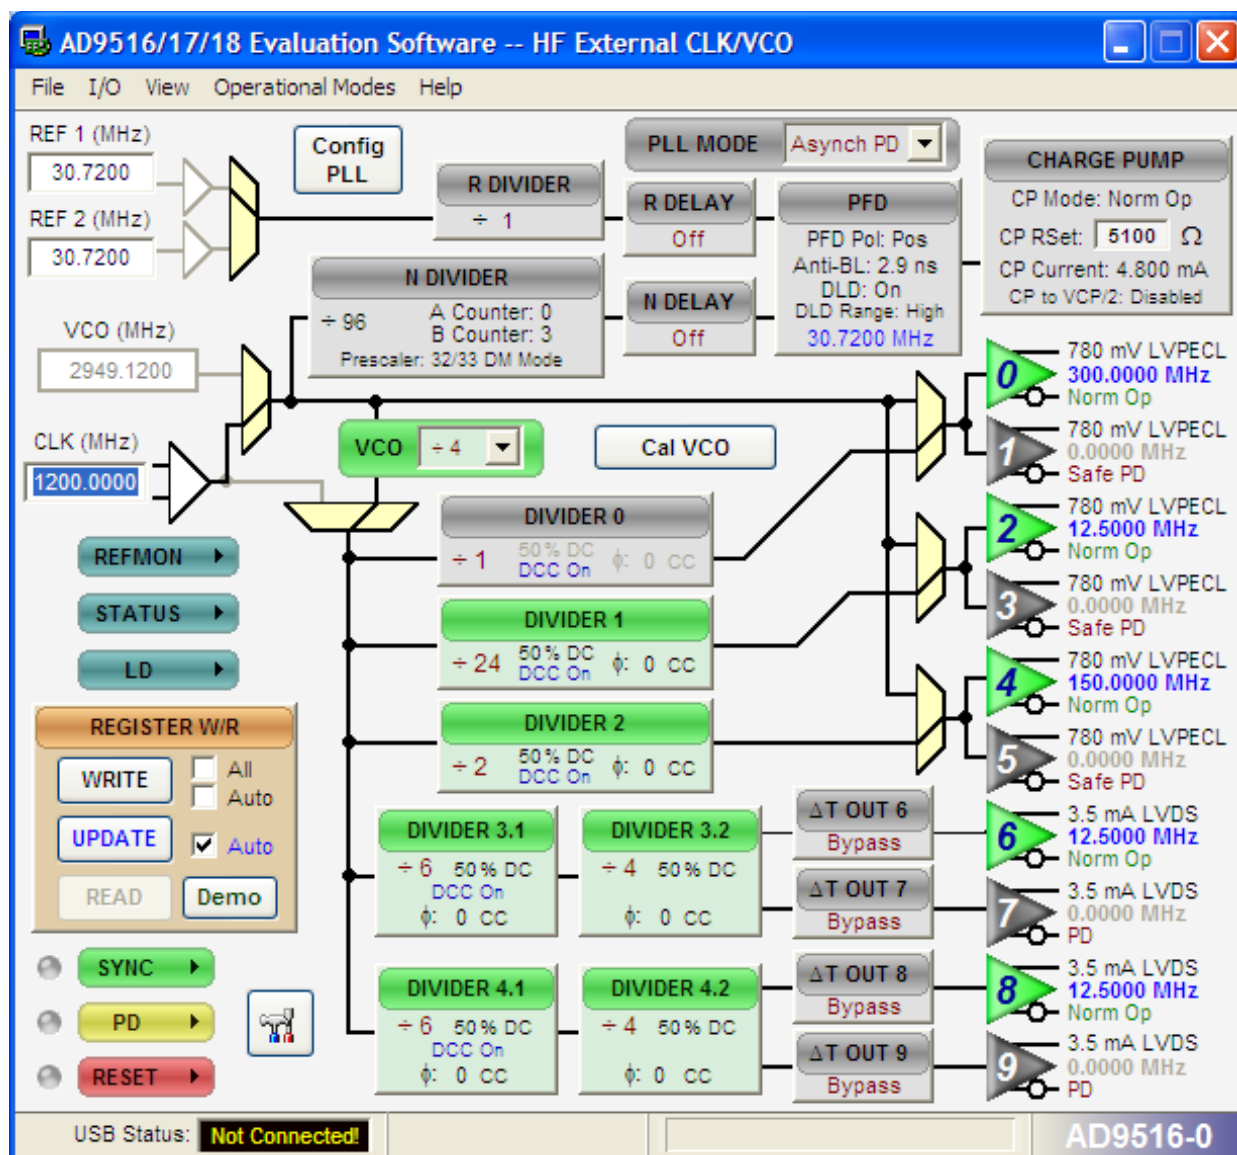 AD9516/17/18 Evaluation Software -- HF External CLK/VCO
File I/O View Operational Modes Help
REF 1 (MHz)
30.7200
REF 2 (MHz)
30.7200
Config
PLL
R DIVIDER
÷ 1
PLL MODE Asynch PD
R DELAY
Off
PFD
PFD Pol: Pos
Anti-BL: 2.9 ns
DLD: On
DLD Range: High
30.7200 MHz
CHARGE PUMP
CP Mode: Norm Op
CP RSet: 5100 Ω
CP Current: 4.800 mA
CP to VCP/2: Disabled
N DIVIDER
÷ 96
A Counter: 0
B Counter: 3
Prescaler: 32/33 DM Mode
N DELAY
Off
VCO (MHz)
2949.1200
CLK (MHz)
1200.0000
VCO ÷ 4
Cal VCO
DIVIDER 0
÷ 1 50% DC ϕ: 0 CC
DCC On
DIVIDER 1
÷ 24 50% DC ϕ: 0 CC
DCC On
DIVIDER 2
÷ 2 50% DC ϕ: 0 CC
DCC On
DIVIDER 3.1
÷ 6 50% DC
DCC On
ϕ: 0 CC
DIVIDER 3.2
÷ 4 50% DC
ϕ: 0 CC
DIVIDER 4.1
÷ 6 50% DC
DCC On
ϕ: 0 CC
DIVIDER 4.2
÷ 4 50% DC
ϕ: 0 CC
ΔT OUT 6
Bypass
ΔT OUT 7
Bypass
ΔT OUT 8
Bypass
ΔT OUT 9
Bypass
0
780 mV LVPECL
300.0000 MHz
Norm Op
1
780 mV LVPECL
0.0000 MHz
Safe PD
2
780 mV LVPECL
12.5000 MHz
Norm Op
3
780 mV LVPECL
0.0000 MHz
Safe PD
4
780 mV LVPECL
150.0000 MHz
Norm Op
5
780 mV LVPECL
0.0000 MHz
Safe PD
6
3.5 mA LVDS
12.5000 MHz
Norm Op
7
3.5 mA LVDS
0.0000 MHz
PD
8
3.5 mA LVDS
12.5000 MHz
Norm Op
9
3.5 mA LVDS
0.0000 MHz
PD
REFMON
STATUS
LD
REGISTER W/R
WRITE
All
Auto
UPDATE
Auto
READ
Demo
SYNC
PD
RESET
USB Status: Not Connected!
AD9516-0